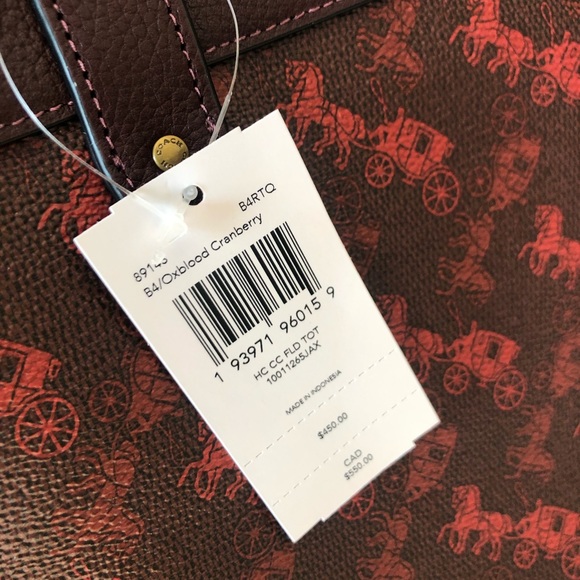 COACH
B4RTQ
B4/Oxblood Cranberry
1 93971 96015 9
HC CC FLD TOT
10011265JAX
MADE IN INDONESIA
$450.00
CAD
$550.00